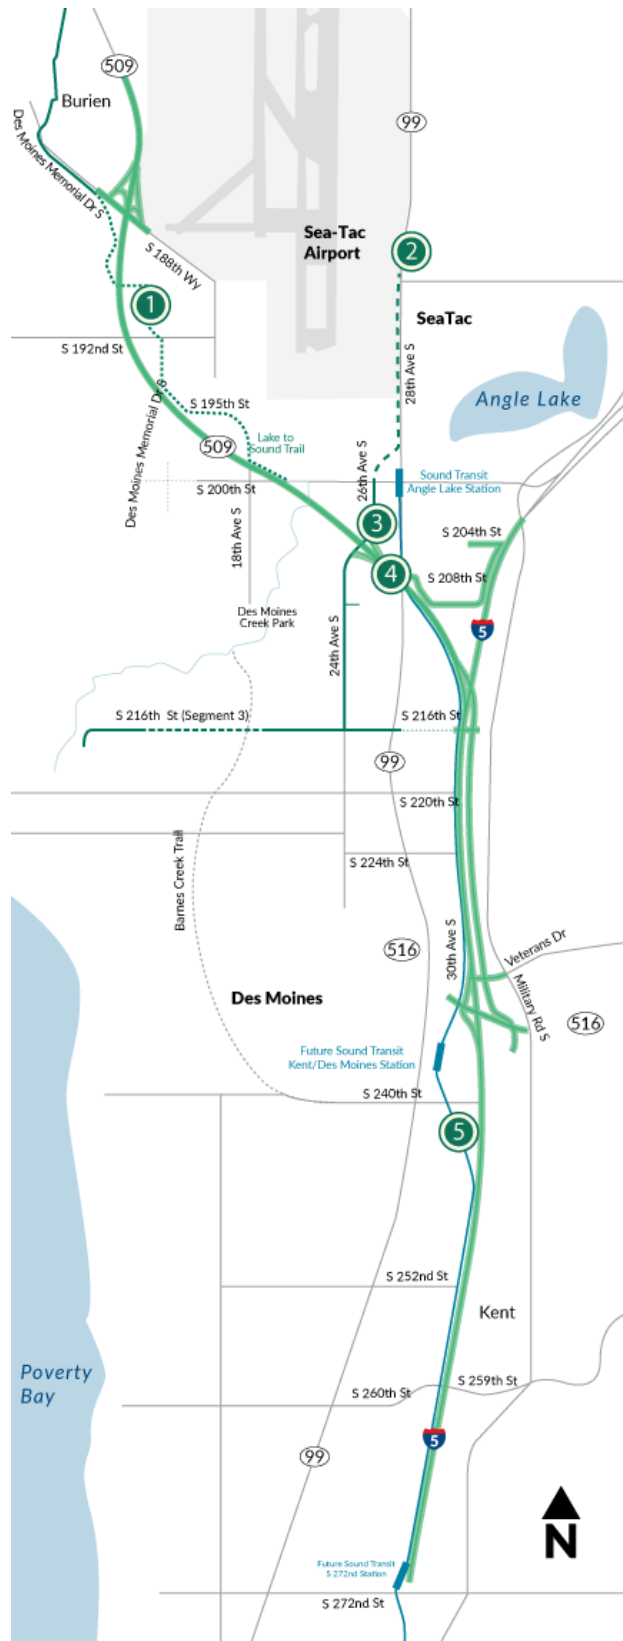 509
Burien
99
Des Moines Memorial Dr S
Sea-Tac
Airport
2
S 188th Wy
1
SeaTac
S 192nd St
28th Ave S
Angle Lake
Des Moines Memorial Dr S
S 195th St
509
Lake to
Sound Trail
26th Ave S
Sound Transit
Angle Lake Station
S 200th St
18th Ave S
3
S 204th St
4
S 208th St
Des Moines
Creek Park
24th Ave S
5
S 216th St (Segment 3)
S 216th St
99
S 220th St
S 224th St
Barnes Creek Trail
30th Ave S
516
Veterans Dr
Military Rd S
Des Moines
516
Future Sound Transit
Kent/Des Moines Station
S 240th St
5
S 252nd St
Kent
Poverty
Bay
S 259th St
S 260th St
5
99
N
Future Sound Transit
S 272nd Station
S 272nd St